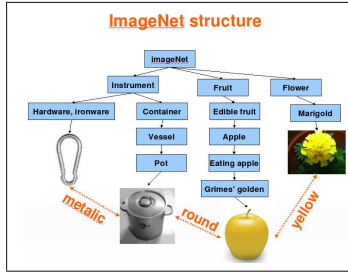 ImageNet structure
imageNet
Instrument Fruit Flower
Hardware, ironware Container Edible fruit Marigold
Vessel Apple
Pot Eating apple
Grimes' golden
metalic round yellow